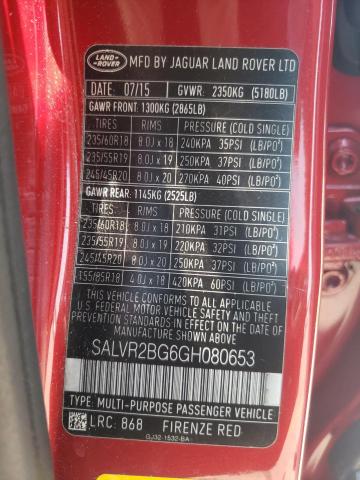 LAND-ROVER MFD. BY JAGUAR LAND ROVER LTD
DATE: 07/15 GVWR: 2350KG (5180LB)
GAWR FRONT: 1300KG (2865LB)
TIRES RIMS PRESSURE (COLD SINGLE)
235/60R18 8.0J x 18 240KPA 35PSI (LB/PO²)
235/55R19 8.0J x 19 250KPA 37PSI (LB/PO²)
245/45R20 8.0J x 20 270KPA 40PSI (LB/PO²)
GAWR REAR: 1145KG (2525LB)
TIRES RIMS PRESSURE (COLD SINGLE)
235/60R18 8.0J x 18 210KPA 31PSI (LB/PO²)
235/55R19 8.0J x 19 220KPA 32PSI (LB/PO²)
245/45R20 8.0J x 20 250KPA 37PSI (LB/PO²)
155/85R18 4.0J x 18 420KPA 60PSI (LB/PO²)
THIS VEHICLE CONFORMS TO ALL APPLICABLE
U.S. FEDERAL MOTOR VEHICLE SAFETY, BUMPER,
AND THEFT PREVENTION STANDARDS IN EFFECT
ON THE DATE OF MANUFACTURE SHOWN ABOVE.
SALVR2BG6GH080653
TYPE: MULTI-PURPOSE PASSENGER VEHICLE
LRC: 868 FIRENZE RED
GJ32-1532-BA